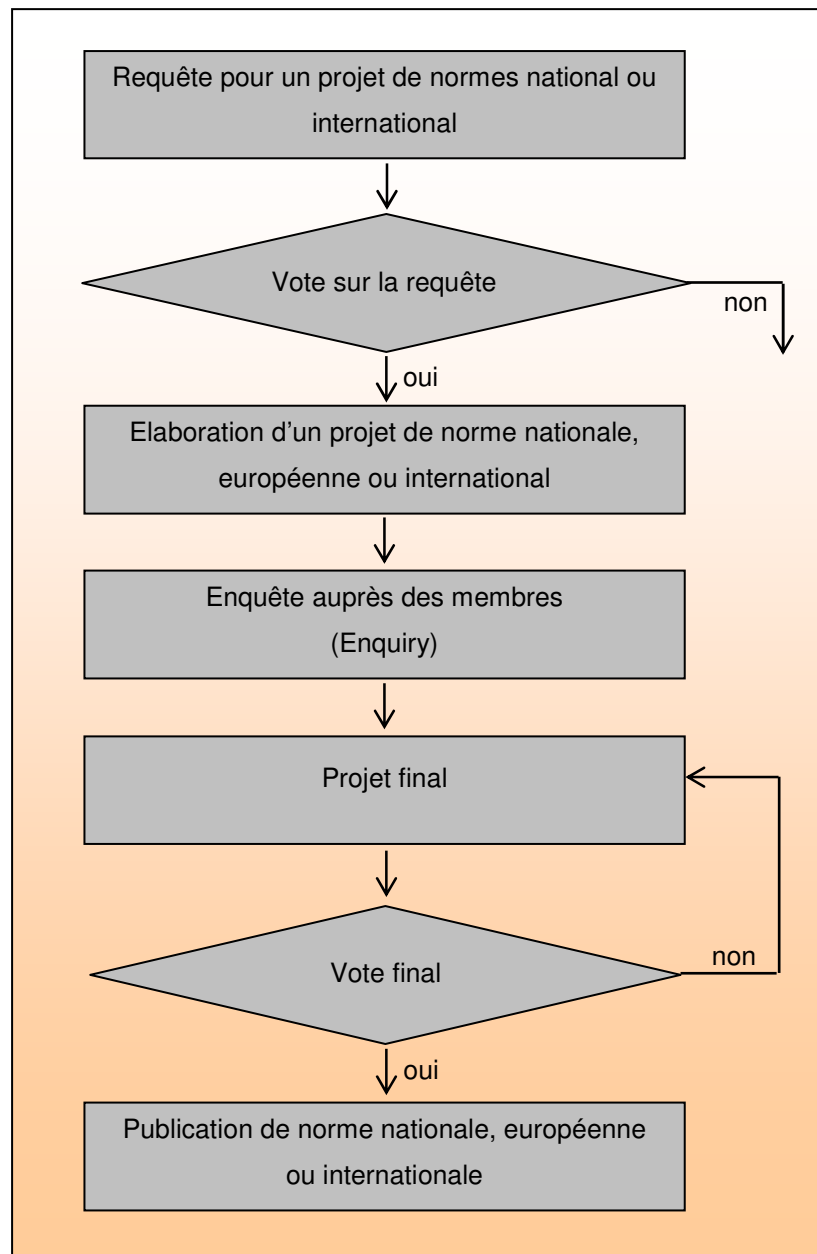 Requête pour un projet de normes national ou
international
Vote sur la requête
non
oui
Elaboration d'un projet de norme nationale,
européenne ou international
Enquête auprès des membres
(Enquiry)
Projet final
Vote final
non
oui
Publication de norme nationale, européenne
ou internationale